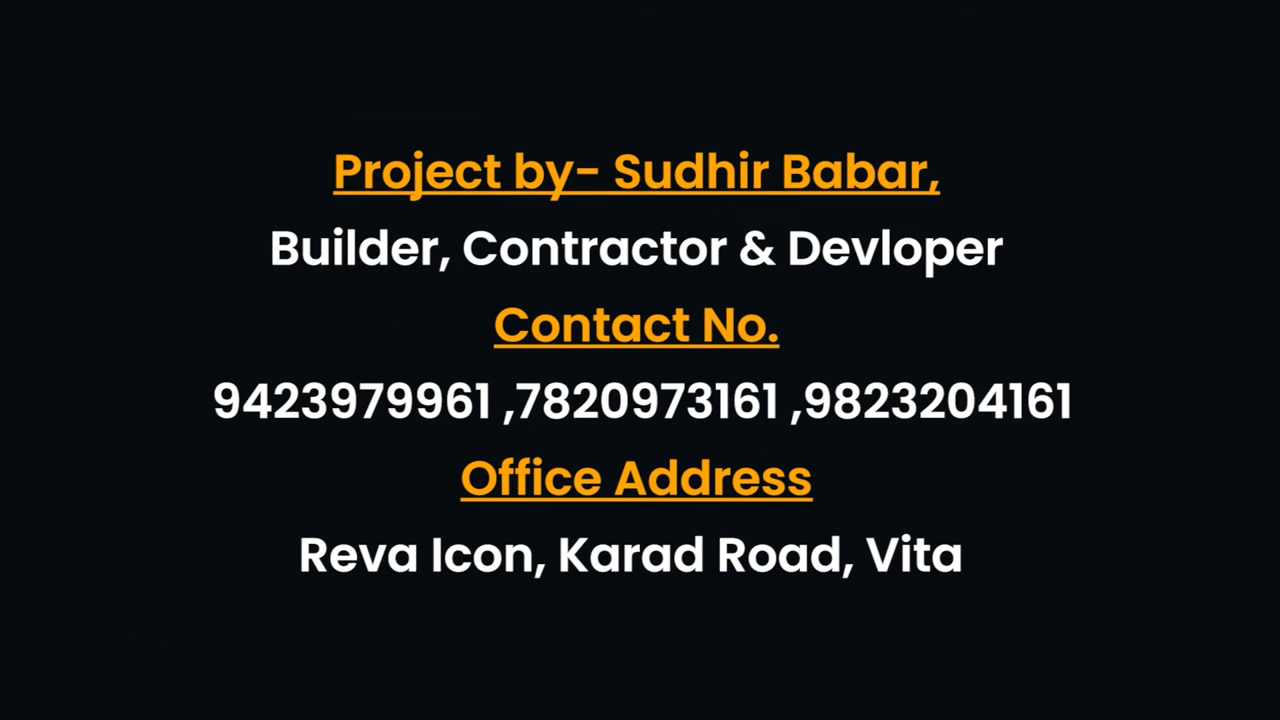 Project by- Sudhir Babar,
Builder, Contractor & Devloper
Contact No.
9423979961 ,7820973161 ,9823204161
Office Address
Reva Icon, Karad Road, Vita
SQUARE